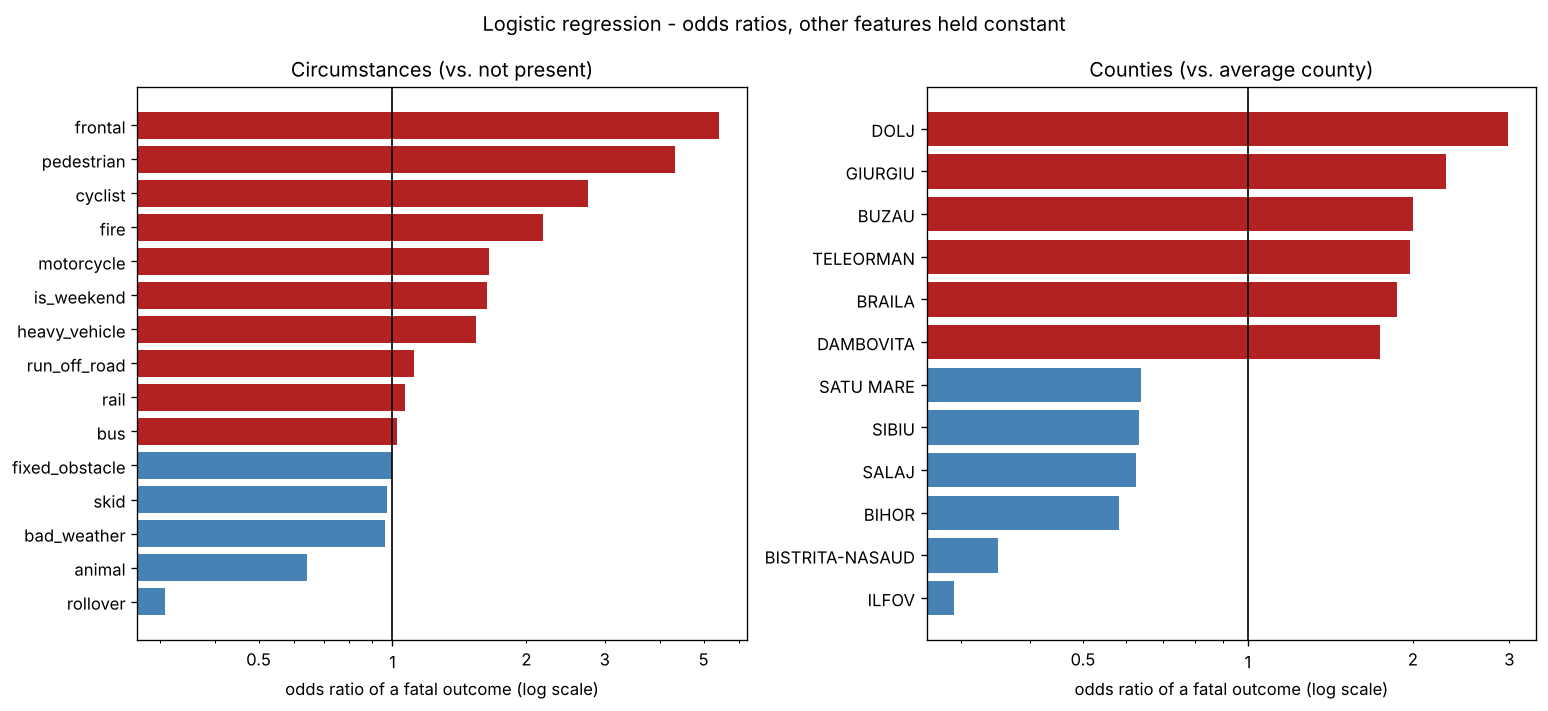 Logistic regression - odds ratios, other features held constant
Circumstances (vs. not present)
frontal
pedestrian
cyclist
fire
motorcycle
is_weekend
heavy_vehicle
run_off_road
rail
bus
fixed_obstacle
skid
bad_weather
animal
rollover
0.5 1 2 3 5
odds ratio of a fatal outcome (log scale)
Counties (vs. average county)
DOLJ
GIURGIU
BUZAU
TELEORMAN
BRAILA
DAMBOVITA
SATU MARE
SIBIU
SALAJ
BIHOR
BISTRITA-NASAUD
ILFOV
0.5 1 2 3
odds ratio of a fatal outcome (log scale)